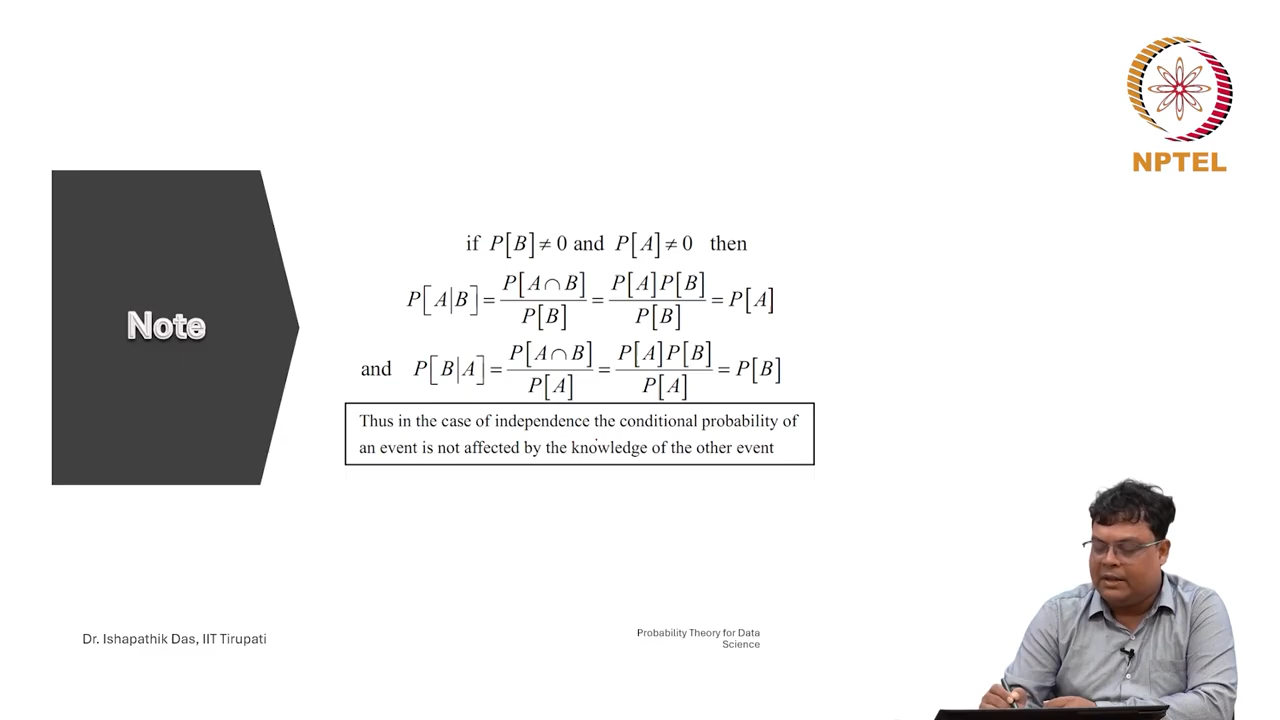 NPTEL
Note
if P[B] ≠ 0 and P[A] ≠ 0 then
P[A|B] = P[A ∩ B] / P[B] = P[A]P[B] / P[B] = P[A]
and P[B|A] = P[A ∩ B] / P[A] = P[A]P[B] / P[A] = P[B]
Thus in the case of independence the conditional probability of
an event is not affected by the knowledge of the other event
Dr. Ishapathik Das, IIT Tirupati
Probability Theory for Data
Science